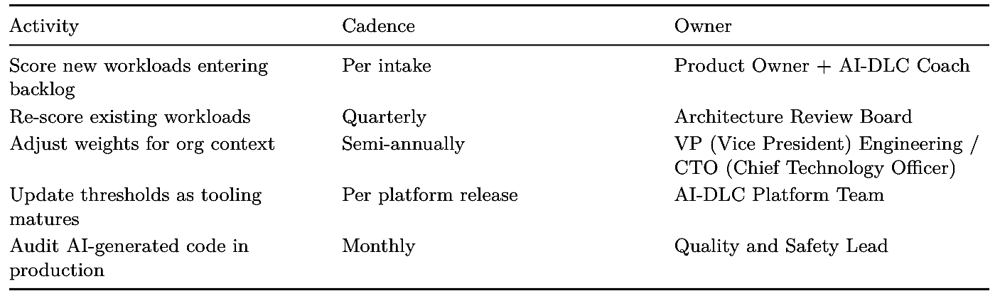 Activity Cadence Owner
Score new workloads entering Per intake Product Owner + AI-DLC Coach
backlog
Re-score existing workloads Quarterly Architecture Review Board
Adjust weights for org context Semi-annually VP (Vice President) Engineering /
CTO (Chief Technology Officer)
Update thresholds as tooling Per platform release AI-DLC Platform Team
matures
Audit AI-generated code in Monthly Quality and Safety Lead
production